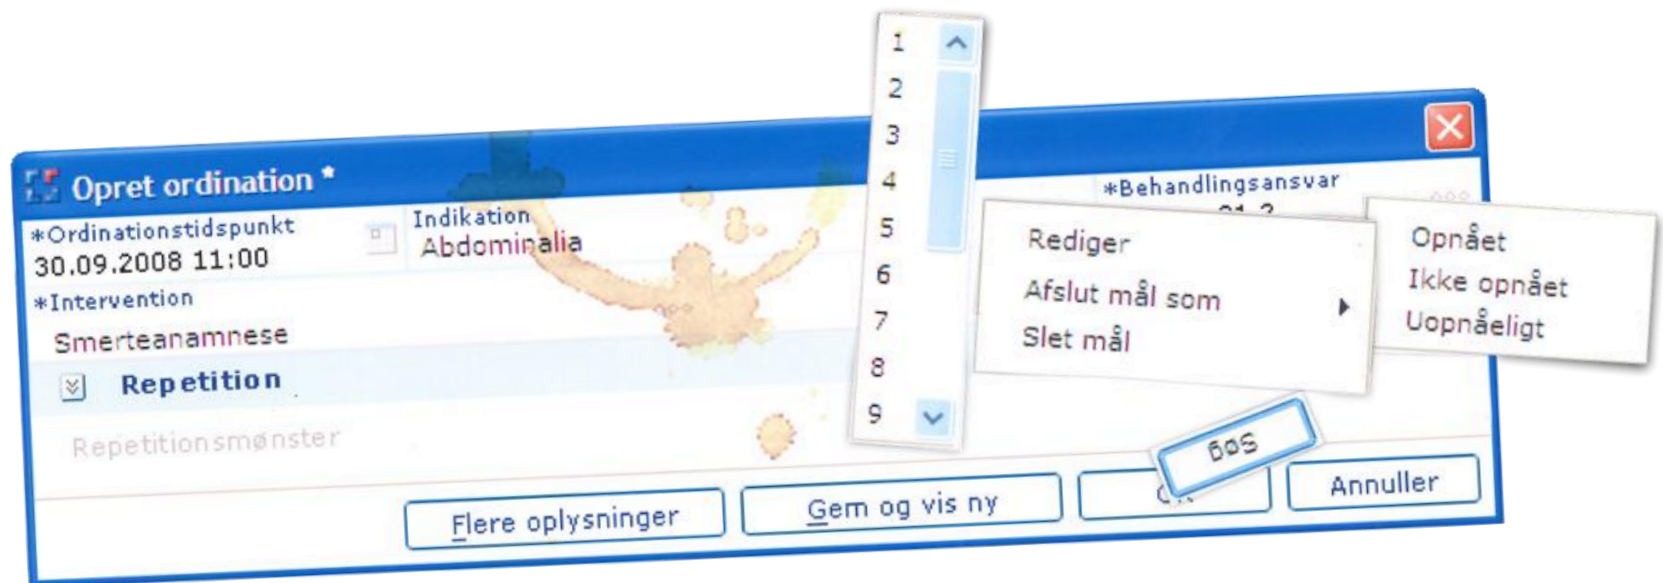 Opret ordination *
*Ordinationstidspunkt
30.09.2008 11:00
Indikation
Abdominalia
*Behandlingsansvar
*Intervention
Smerteanamnese
Repetition
Repetitionsmønster
1
2
3
4
5
6
7
8
9
Rediger
Afslut mål som
Slet mål
Opnået
Ikke opnået
Uopnåeligt
Søg
Flere oplysninger
Gem og vis ny
Annuller